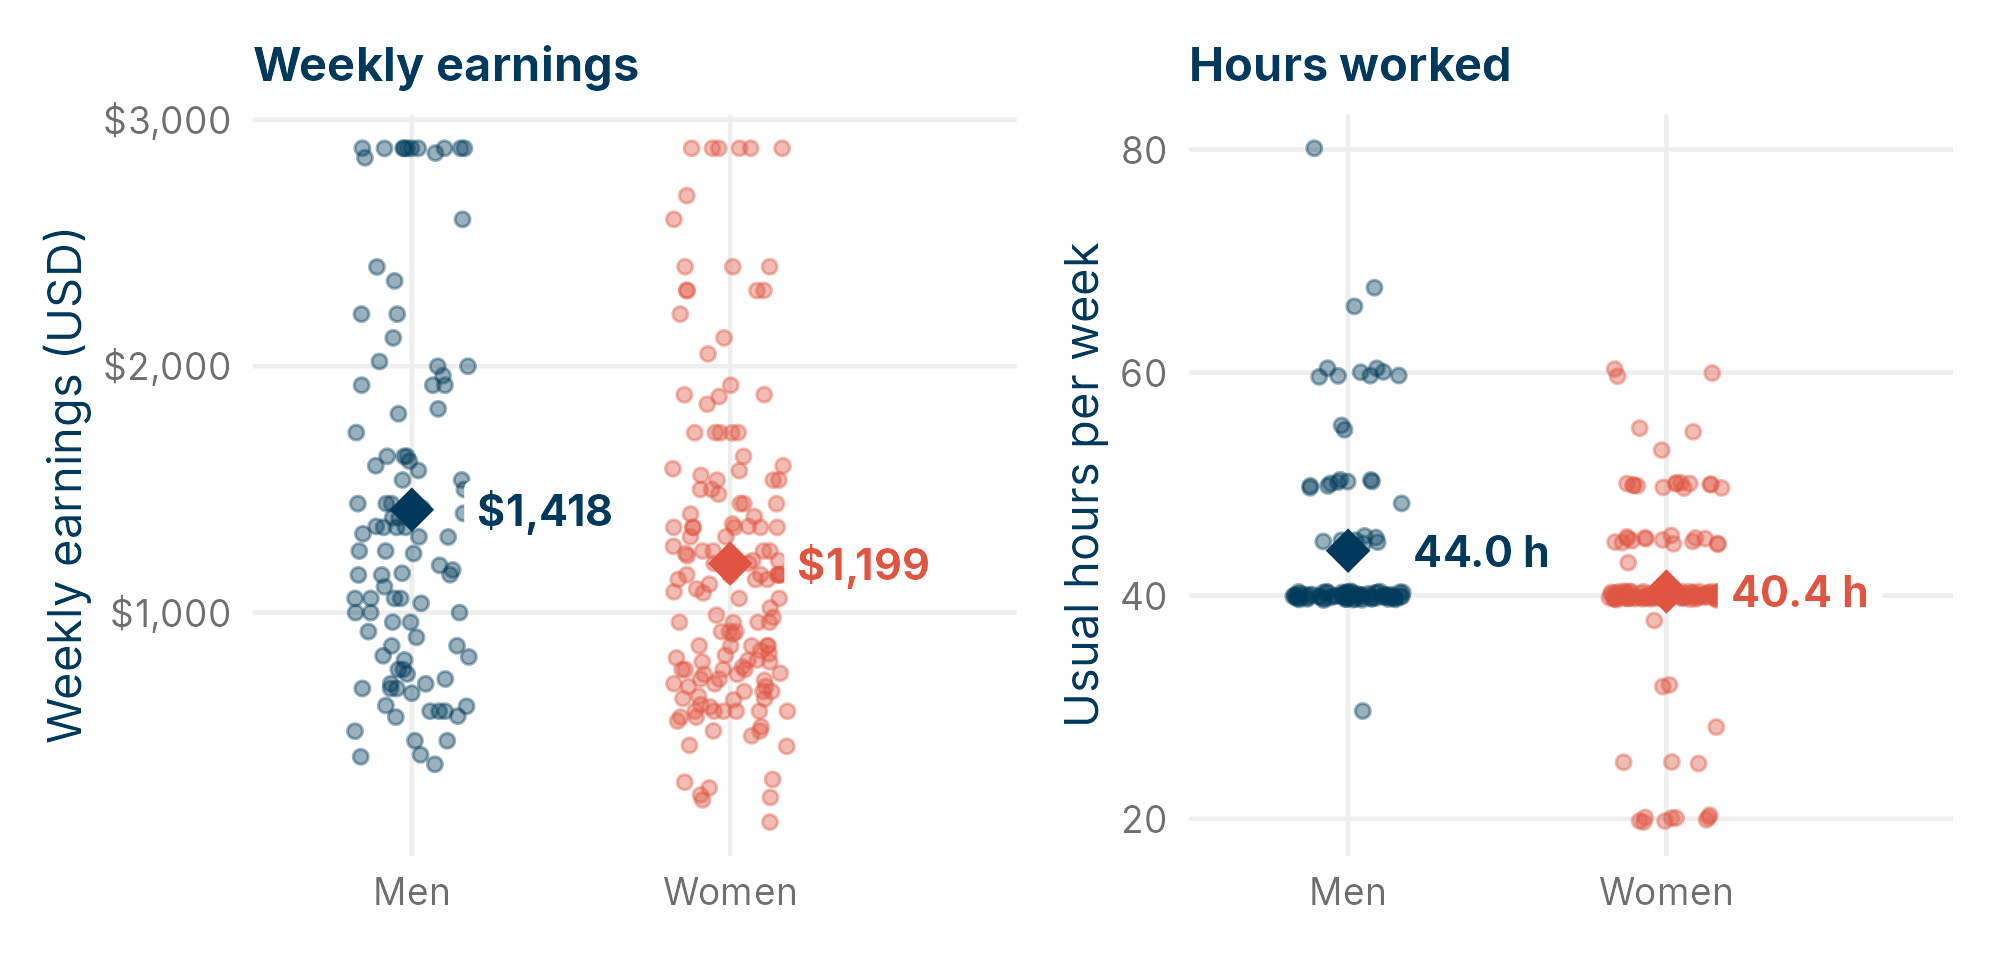 Weekly earnings
Weekly earnings (USD)
$3,000
$2,000
$1,000
$1,418
$1,199
Men
Women
Hours worked
Usual hours per week
80
60
40
20
44.0 h
40.4 h
Men
Women